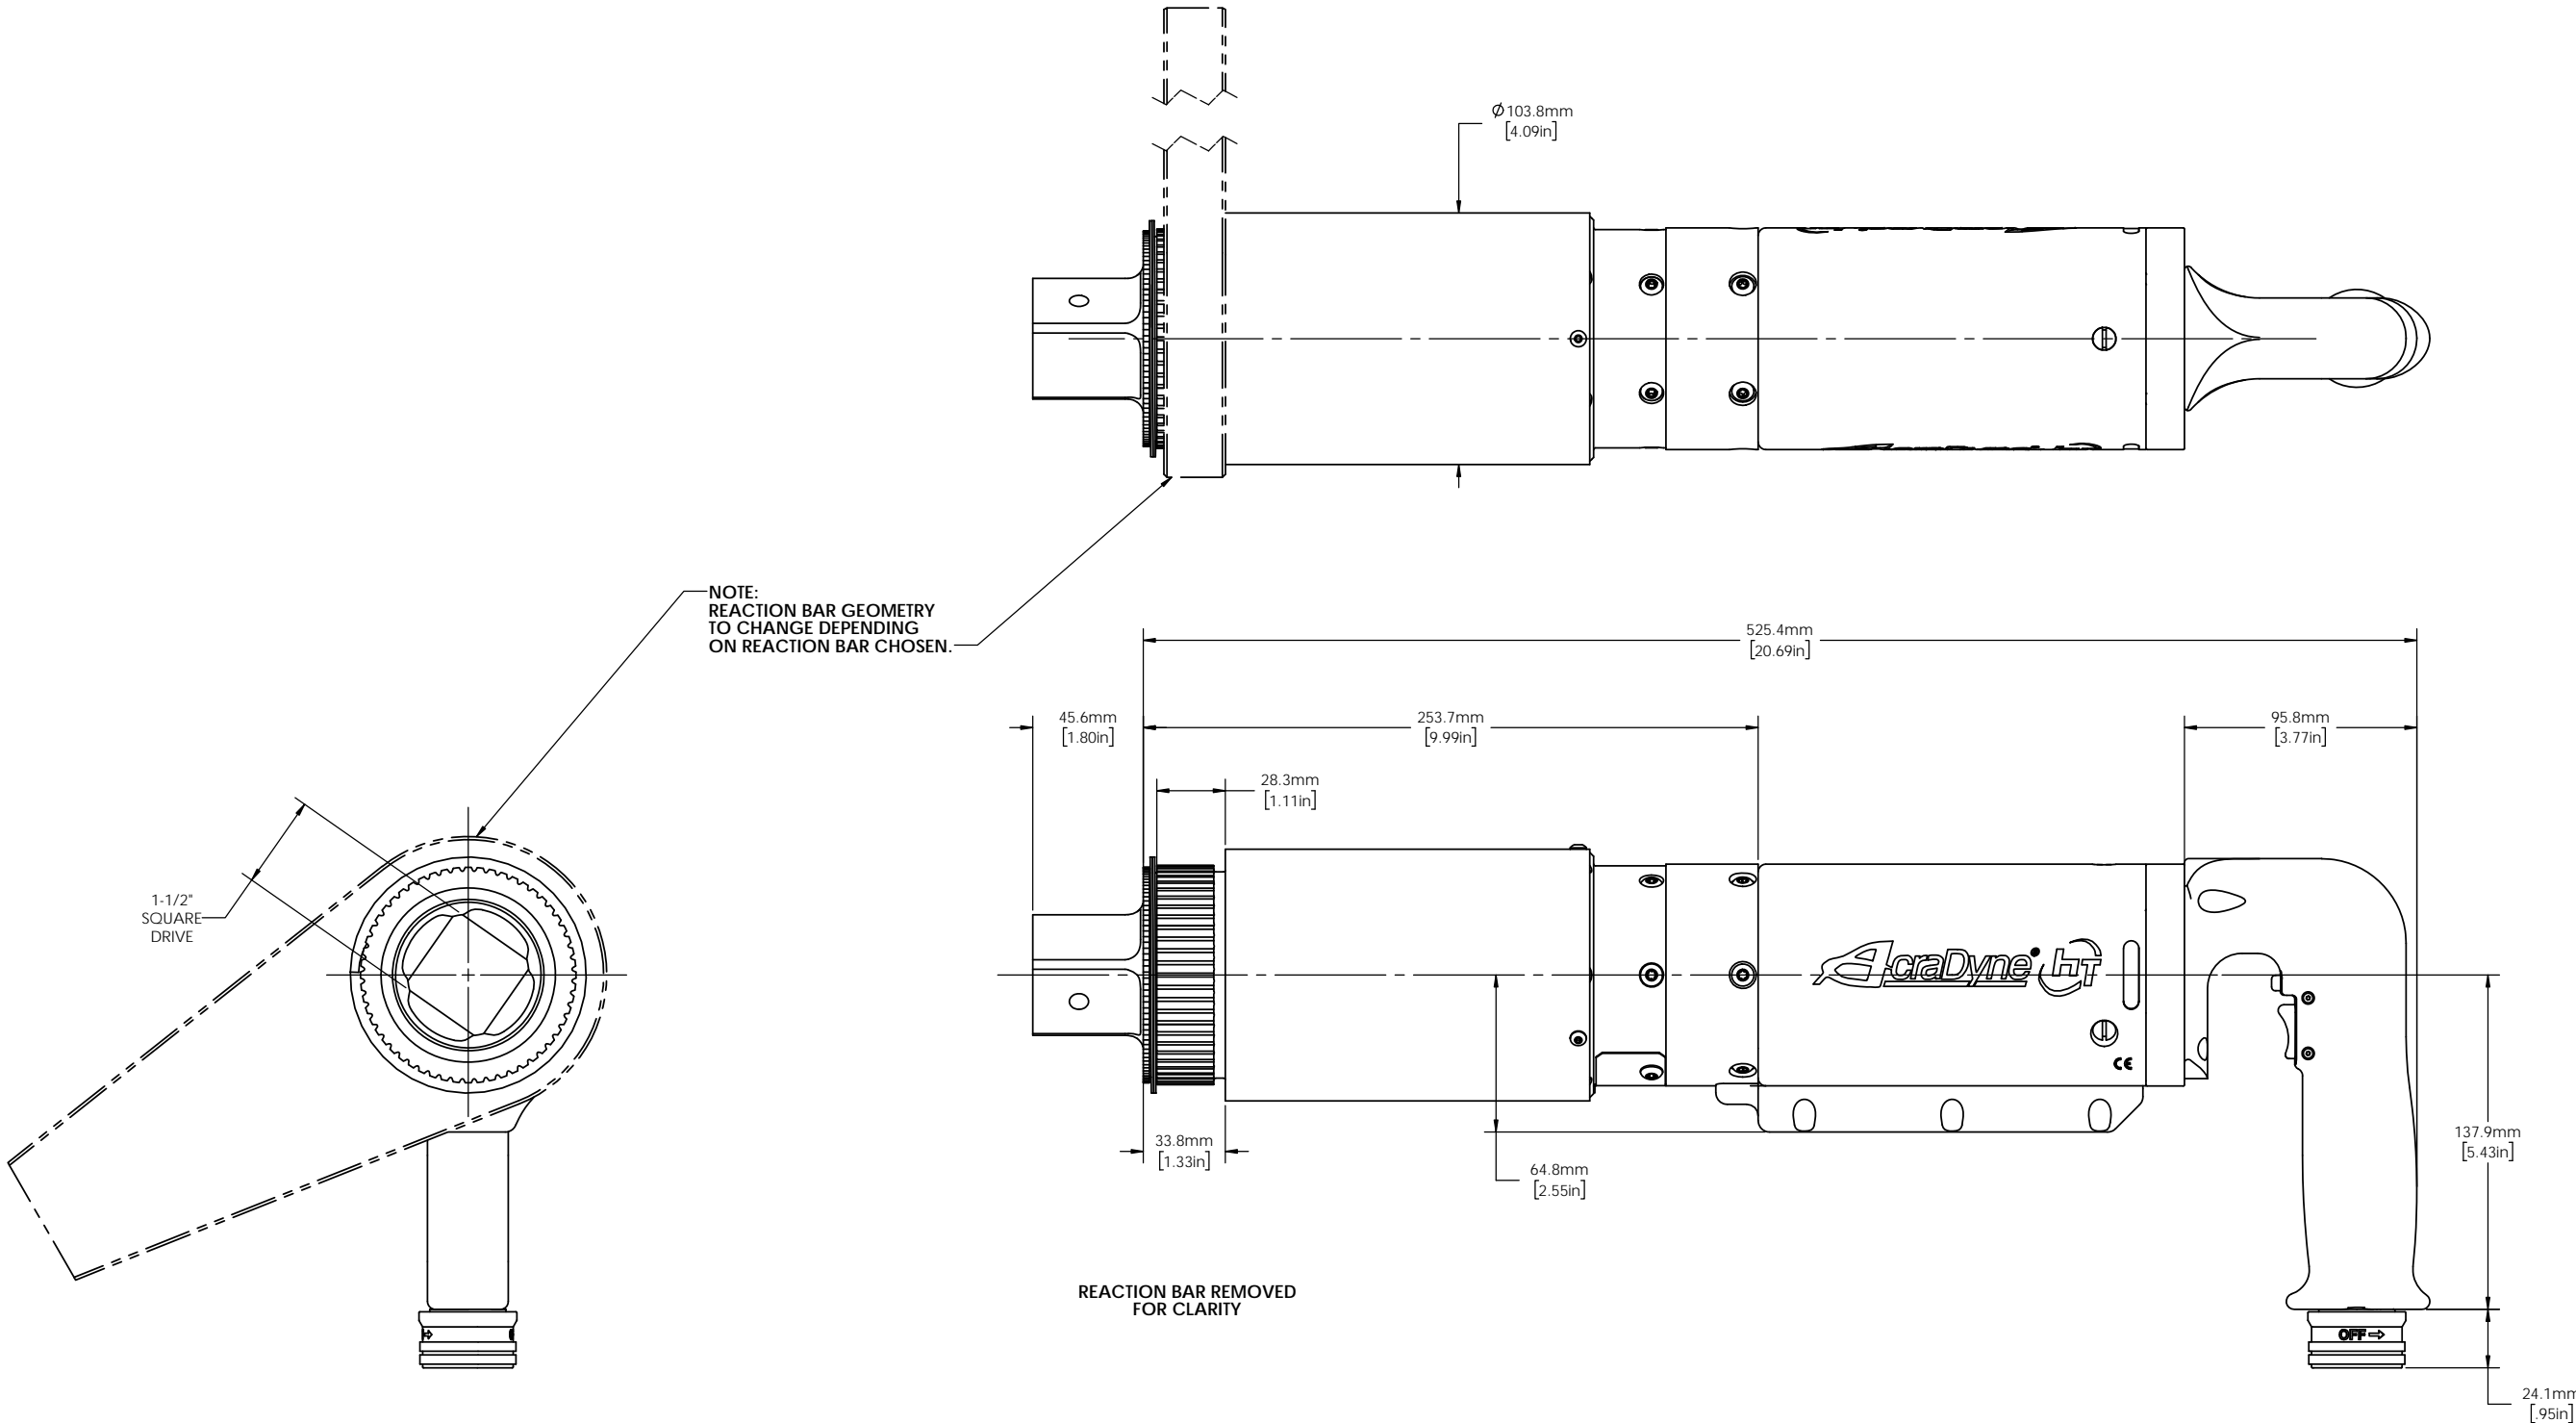 Ø103.8mm
[4.09in]
NOTE:
REACTION BAR GEOMETRY
TO CHANGE DEPENDING
ON REACTION BAR CHOSEN.
525.4mm
[20.69in]
45.6mm
[1.80in]
253.7mm
[9.99in]
95.8mm
[3.77in]
28.3mm
[1.11in]
1-1/2"
SQUARE
DRIVE
AcraDyne HT
CE
33.8mm
[1.33in]
64.8mm
[2.55in]
137.9mm
[5.43in]
REACTION BAR REMOVED
FOR CLARITY
OFF⇨
24.1mm
[.95in]